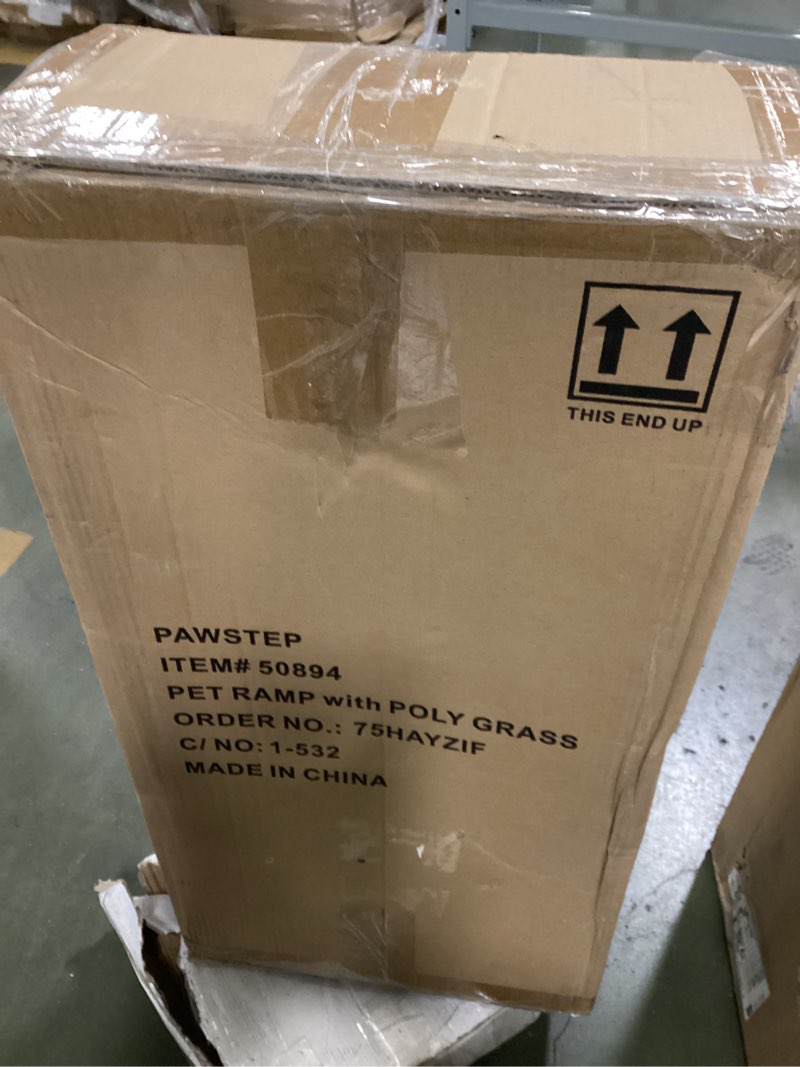 THIS END UP
PAWSTEP
ITEM# 50894
PET RAMP with POLY GRASS
ORDER NO.: 75HAYZIF
C/ NO: 1-532
MADE IN CHINA